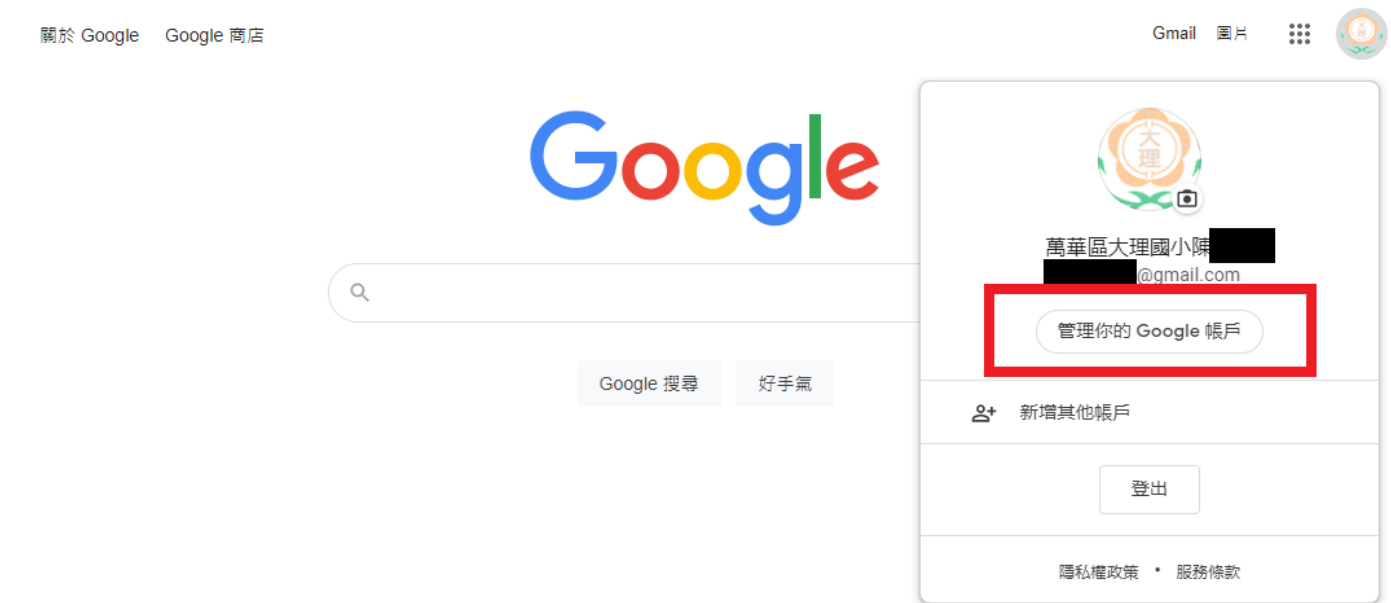 關於 Google Google 商店
Gmail 圖片
Google
大理
萬華區大理國小陳
@gmail.com
管理你的 Google 帳戶
Google 搜尋 好手氣
新增其他帳戶
登出
隱私權政策 • 服務條款